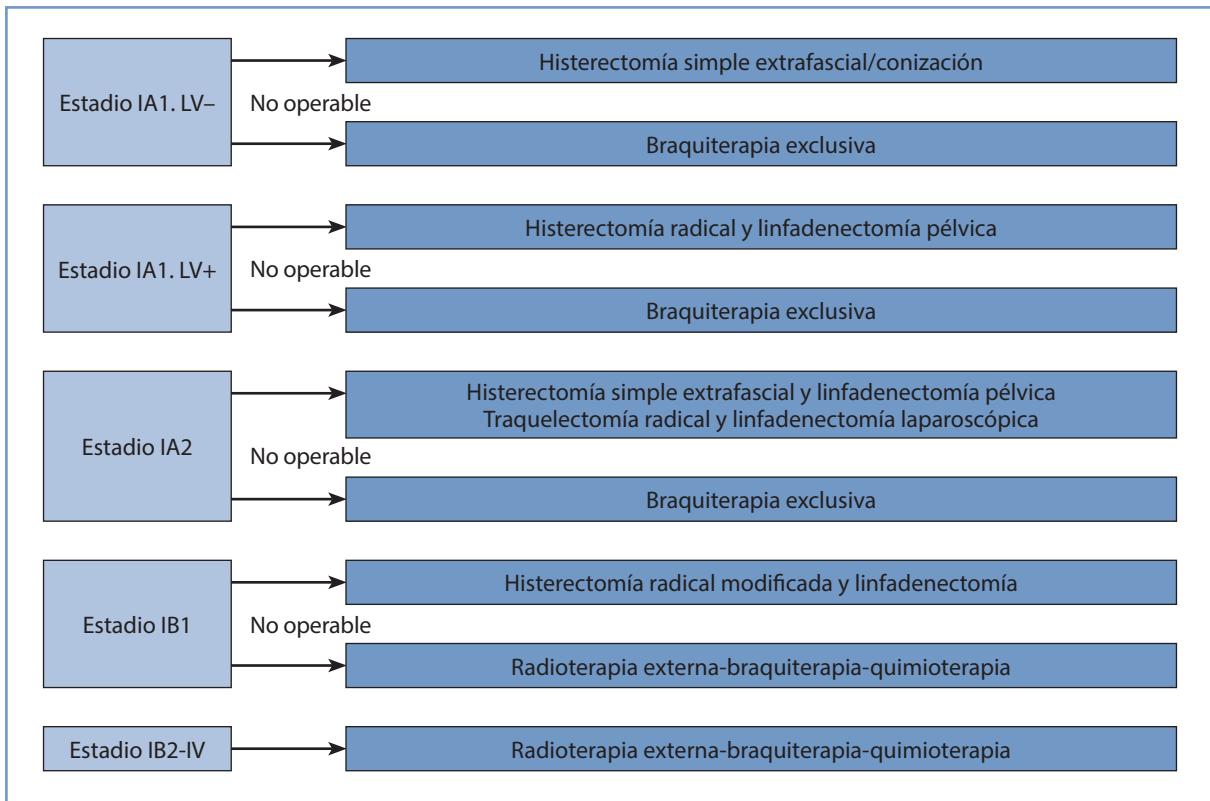 Estadio IA1. LV–
No operable
Histerectomía simple extrafascial/conización
Braquiterapia exclusiva
Estadio IA1. LV+
No operable
Histerectomía radical y linfadenectomía pélvica
Braquiterapia exclusiva
Estadio IA2
No operable
Histerectomía simple extrafascial y linfadenectomía pélvica
Traquelectomía radical y linfadenectomía laparoscópica
Braquiterapia exclusiva
Estadio IB1
No operable
Histerectomía radical modificada y linfadenectomía
Radioterapia externa-braquiterapia-quimioterapia
Estadio IB2-IV
Radioterapia externa-braquiterapia-quimioterapia